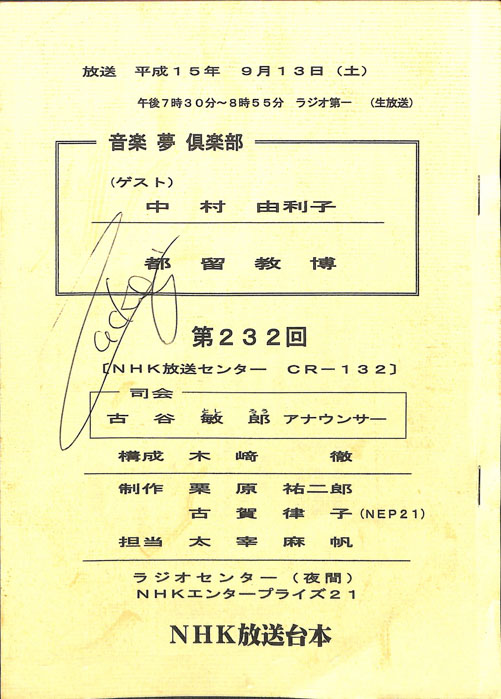 放送 平成15年 9月13日(土)
午後7時30分~8時55分 ラジオ第一 (生放送)
音楽 夢 倶楽部
(ゲスト)
中村 由利子
都留教博
第232回
[NHK放送センター CR-132]
司会
古谷敏郎 アナウンサー
としろう
構成 木﨑 徹
制作 栗原祐二郎
古賀律子(NEP21)
担当 太宰麻帆
ラジオセンター(夜間)
NHKエンタープライズ21
NHK放送台本